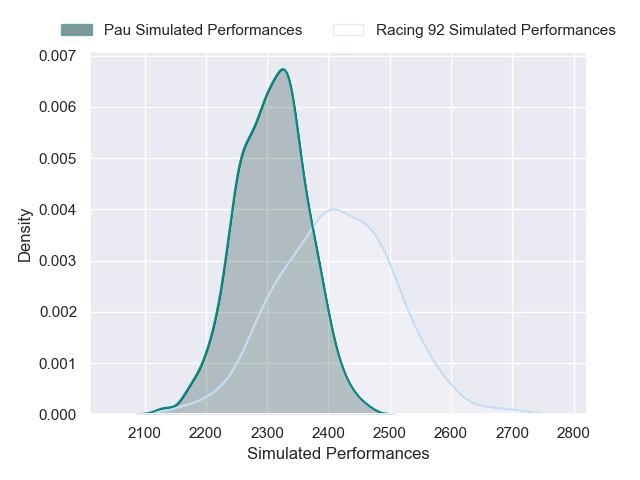 Pau Simulated Performances Racing 92 Simulated Performances
0.007
0.006
0.005
0.004
0.003
0.002
0.001
0.000
Density
2100 2200 2300 2400 2500 2600 2700 2800
Simulated Performances